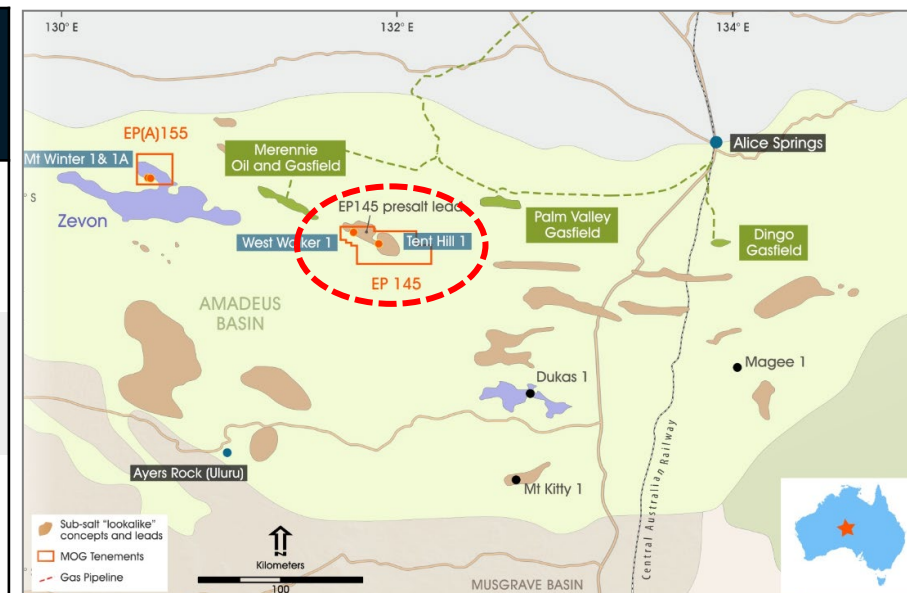 130° E
132° E
134° E
EP(A)155
Mt Winter 1& 1A
Merennie
Oil and Gasfield
Alice Springs
S
Zevon
EP145 presalt lead
West Walker 1
Tent Hill 1
Palm Valley
Gasfield
Dingo
Gasfield
EP 145
AMADEUS
BASIN
Dukas 1
Magee 1
Ayers Rock (Uluru)
Mt Kitty 1
Central Australian Railway
Sub-salt “lookalike”
concepts and leads
MOG Tenements
Gas Pipeline
Kilometers
100
MUSGRAVE BASIN